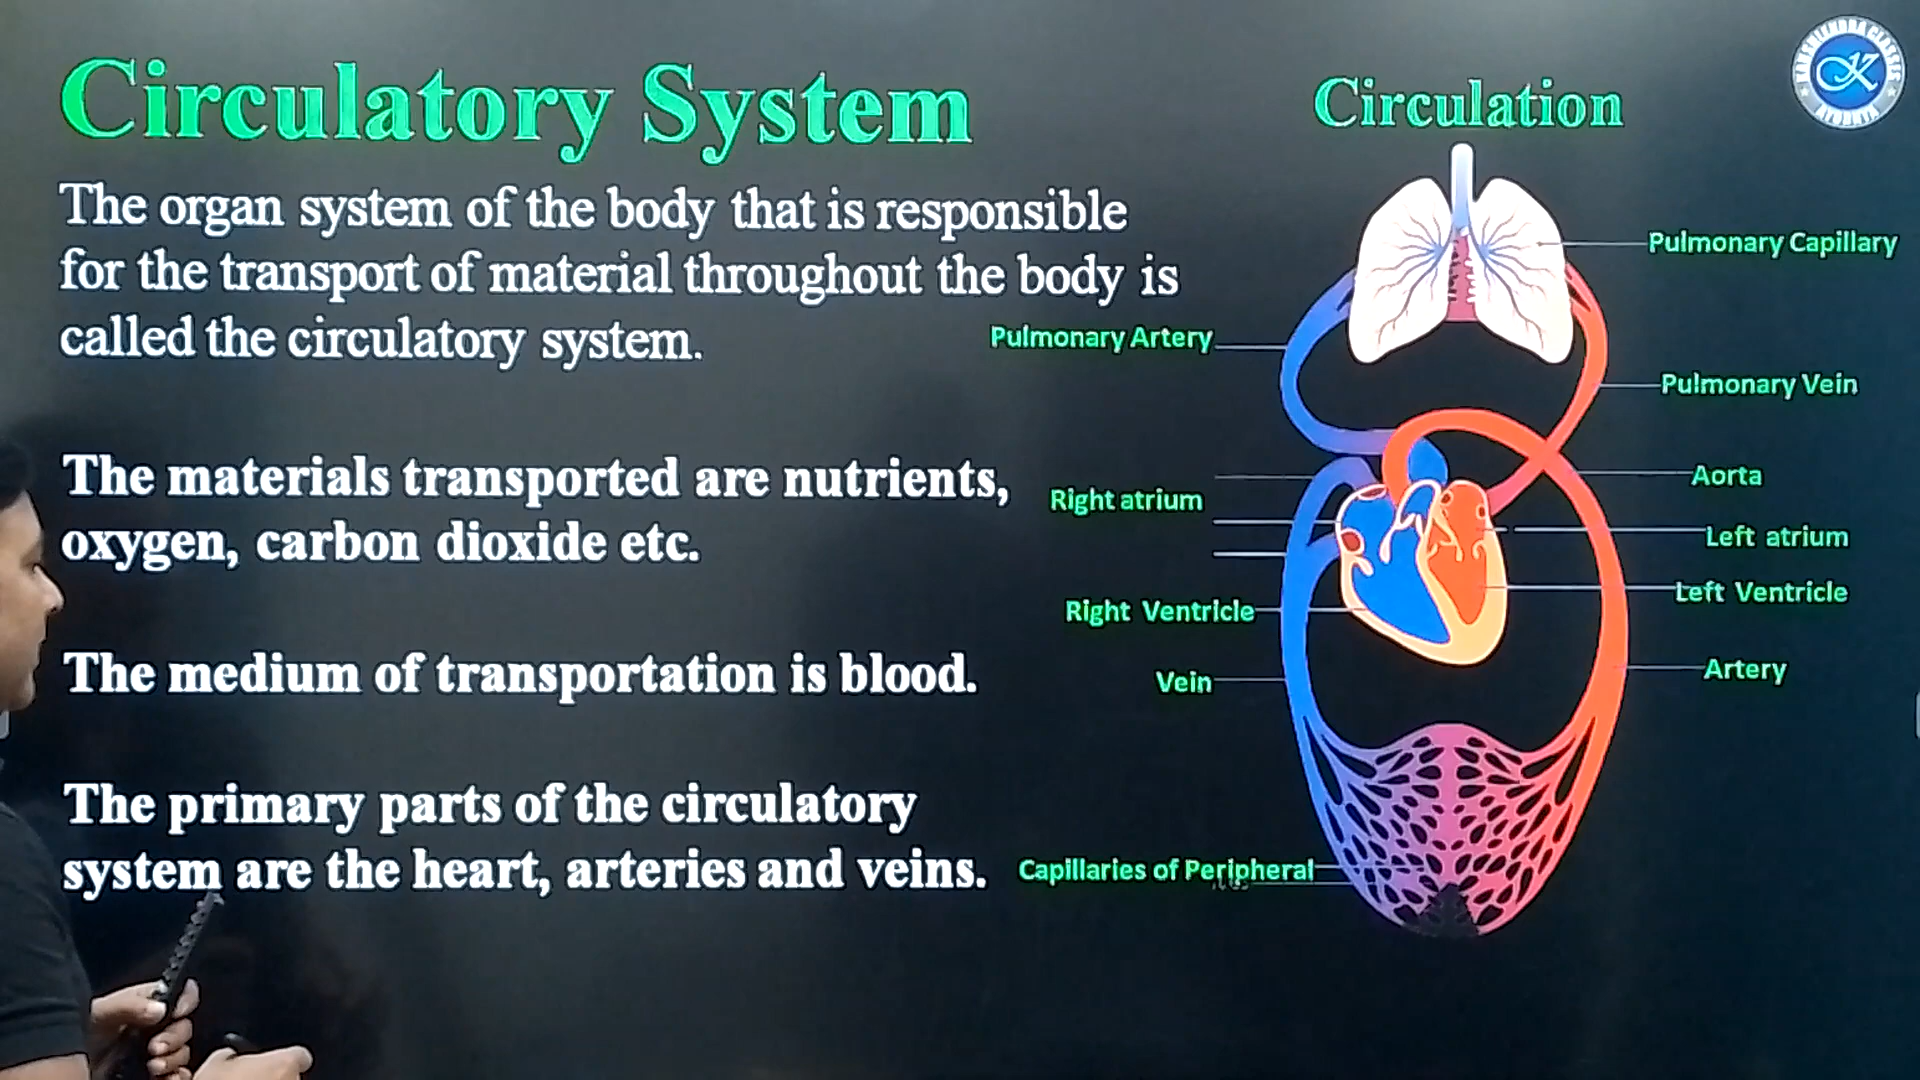 Circulatory System
The organ system of the body that is responsible
for the transport of material throughout the body is
called the circulatory system.
The materials transported are nutrients,
oxygen, carbon dioxide etc.
The medium of transportation is blood.
The primary parts of the circulatory
system are the heart, arteries and veins.
Circulation
Pulmonary Capillary
Pulmonary Artery
Pulmonary Vein
Aorta
Right atrium
Left atrium
Left Ventricle
Right Ventricle
Artery
Vein
Capillaries of Peripheral
K